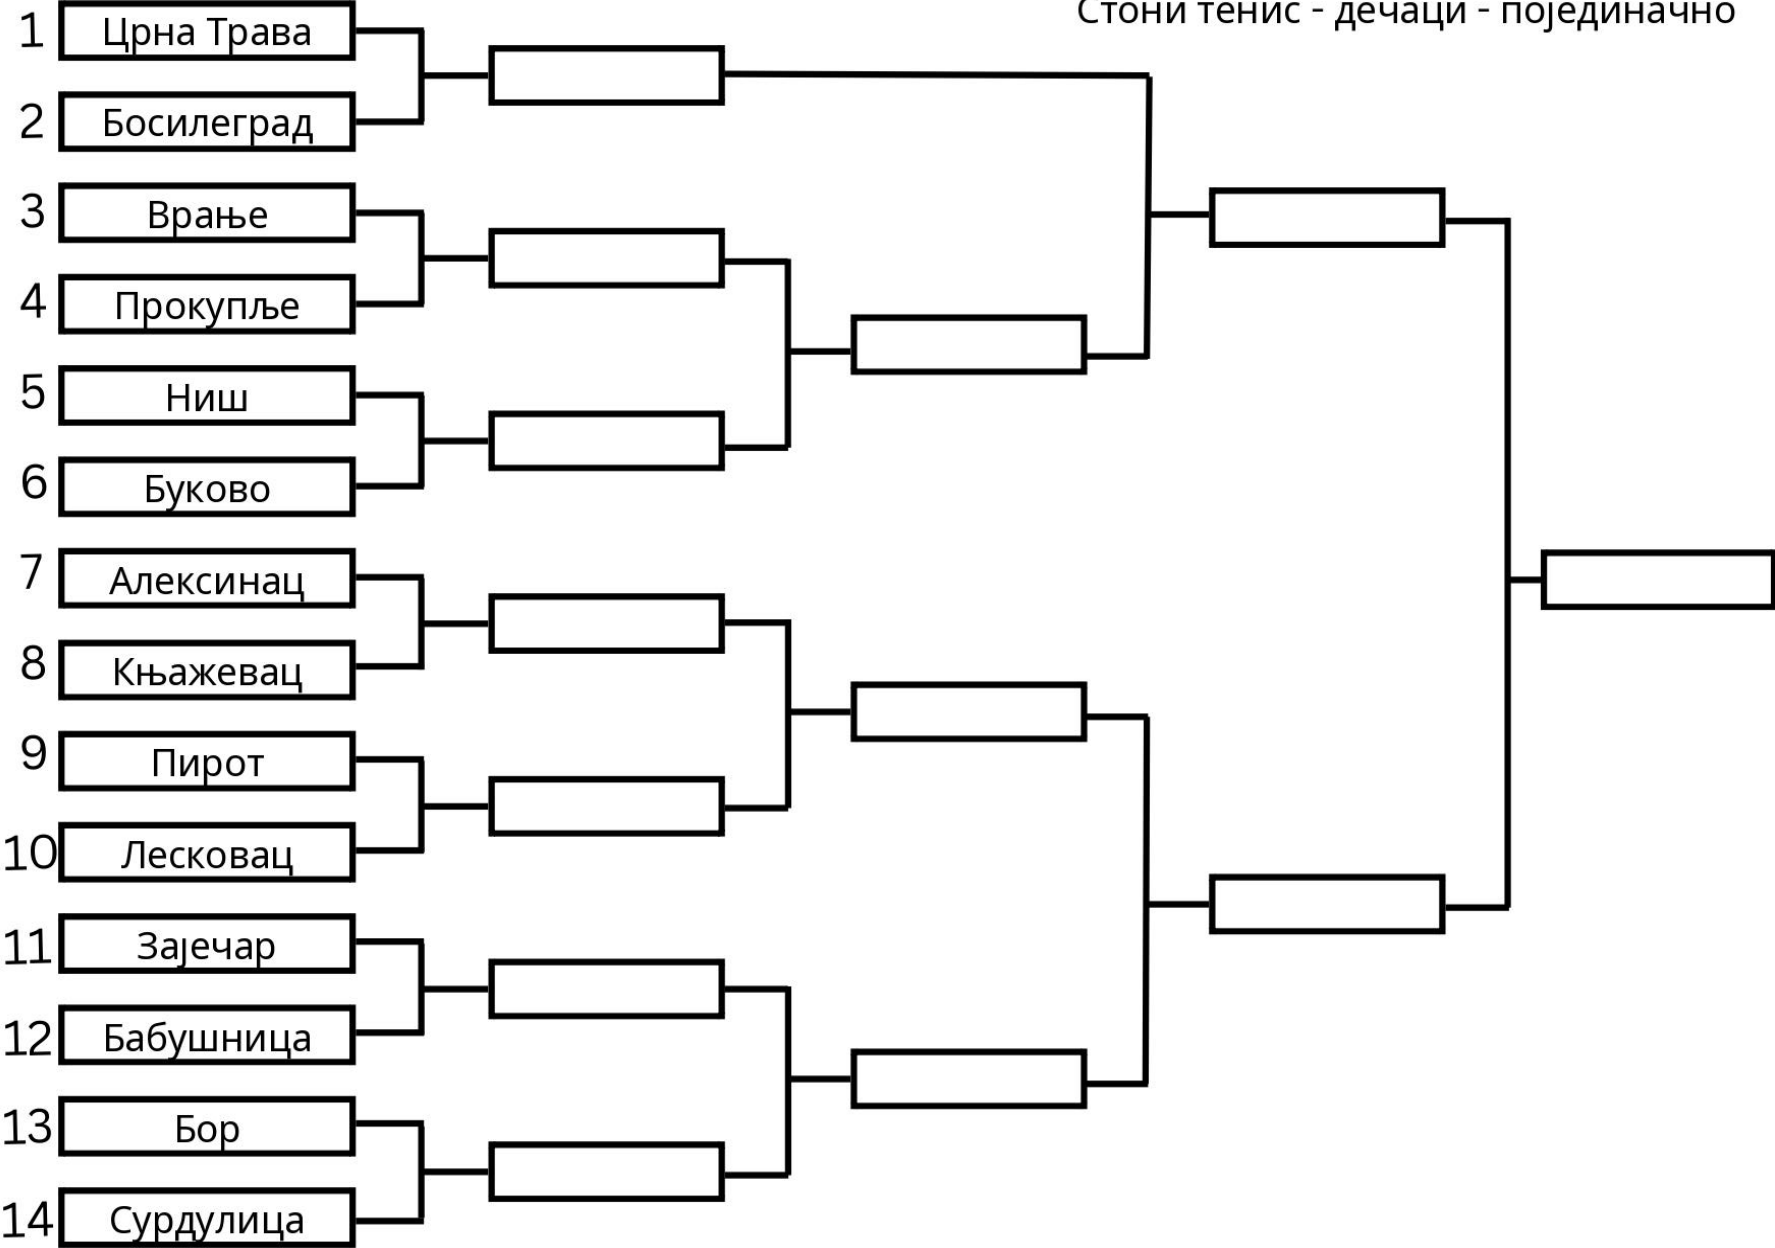 Стони тенис - дечаци - појединачно
1 Црна Трава
2 Босилеград
3 Врање
4 Прокупље
5 Ниш
6 Буково
7 Алексинац
8 Књажевац
9 Пирот
10 Лесковац
11 Зајечар
12 Бабушница
13 Бор
14 Сурдулица